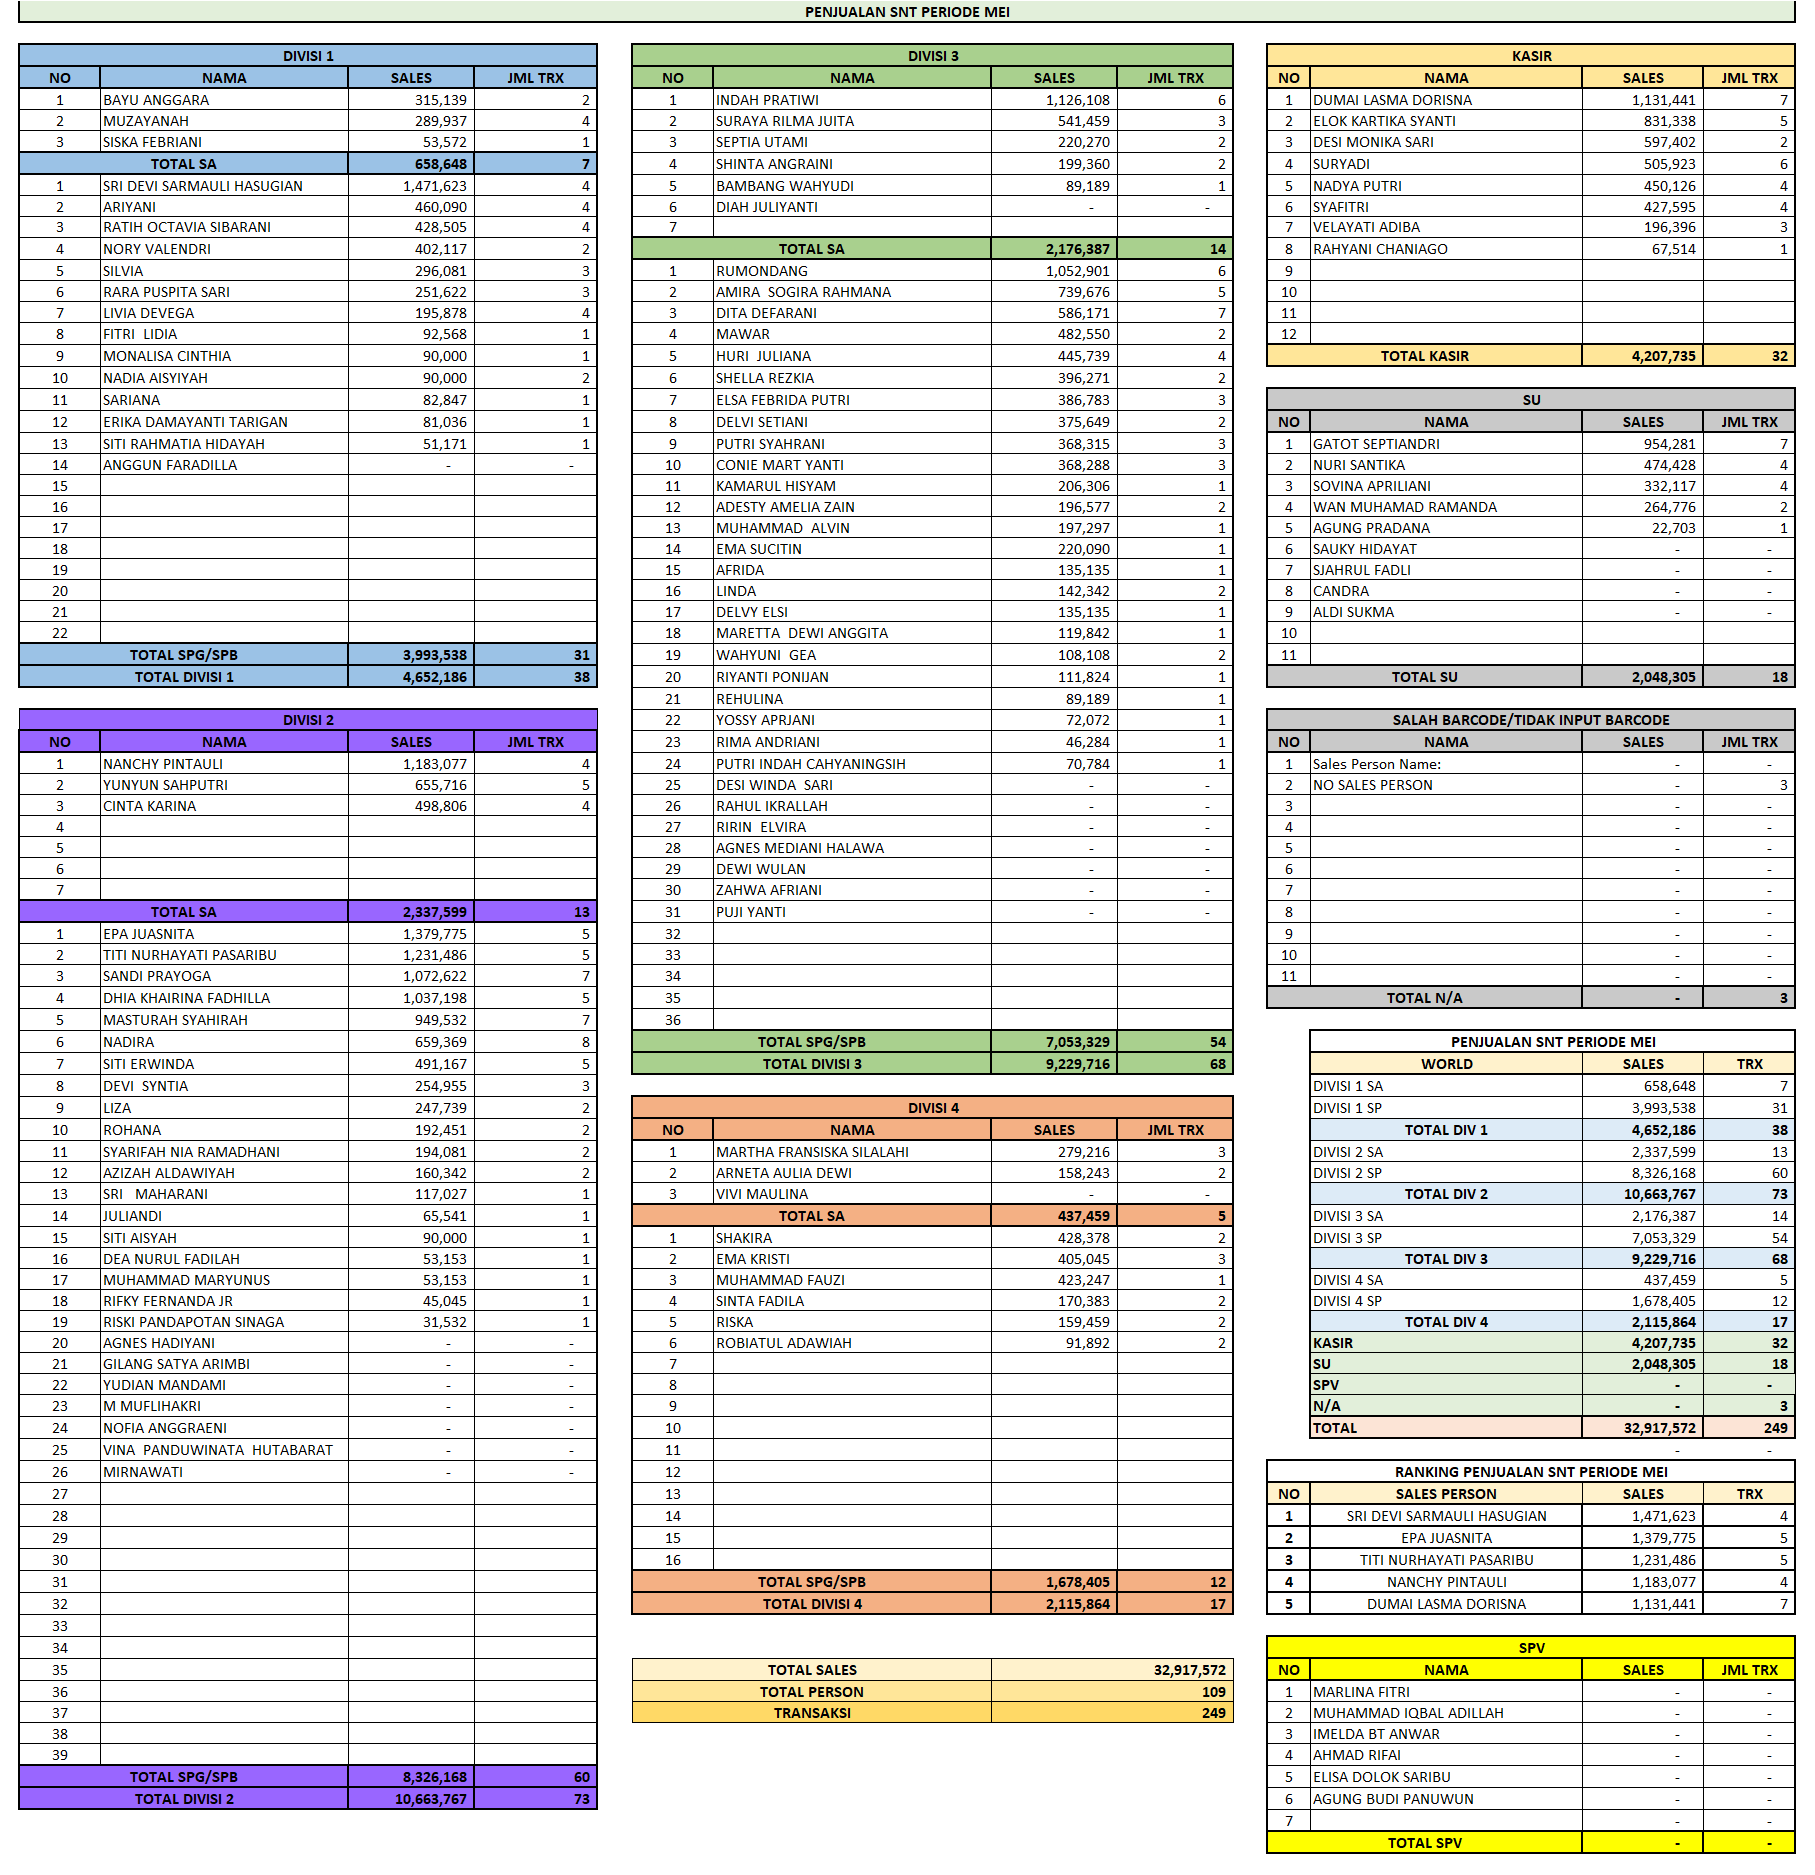 PENJUALAN SNT PERIODE MEI
DIVISI 1
NO NAMA SALES JML TRX
1 BAYU ANGGARA 315,139 2
2 MUZAYANAH 289,937 4
3 SISKA FEBRIANI 53,572 1
TOTAL SA 658,648 7
1 SRI DEVI SARMAULI HASUGIAN 1,471,623 4
2 ARIYANI 460,090 4
3 RATIH OCTAVIA SIBARANI 428,505 4
4 NORY VALENDRI 402,117 2
5 SILVIA 296,081 3
6 RARA PUSPITA SARI 251,622 3
7 LIVIA DEVEGA 195,878 4
8 FITRI  LIDIA 92,568 1
9 MONALISA CINTHIA 90,000 1
10 NADIA AISYIYAH 90,000 2
11 SARIANA 82,847 1
12 ERIKA DAMAYANTI TARIGAN 81,036 1
13 SITI RAHMATIA HIDAYAH 51,171 1
14 ANGGUN FARADILLA - -
15
16
17
18
19
20
21
22
TOTAL SPG/SPB 3,993,538 31
TOTAL DIVISI 1 4,652,186 38
DIVISI 2
NO NAMA SALES JML TRX
1 NANCHY PINTAULI 1,183,077 4
2 YUNYUN SAHPUTRI 655,716 5
3 CINTA KARINA 498,806 4
4
5
6
7
TOTAL SA 2,337,599 13
1 EPA JUASNITA 1,379,775 5
2 TITI NURHAYATI PASARIBU 1,231,486 5
3 SANDI PRAYOGA 1,072,622 7
4 DHIA KHAIRINA FADHILLA 1,037,198 5
5 MASTURAH SYAHIRAH 949,532 7
6 NADIRA 659,369 8
7 SITI ERWINDA 491,167 5
8 DEVI  SYNTIA 254,955 3
9 LIZA 247,739 2
10 ROHANA 192,451 2
11 SYARIFAH NIA RAMADHANI 194,081 2
12 AZIZAH ALDAWIYAH 160,342 2
13 SRI   MAHARANI 117,027 1
14 JULIANDI 65,541 1
15 SITI AISYAH 90,000 1
16 DEA NURUL FADILAH 53,153 1
17 MUHAMMAD MARYUNUS 53,153 1
18 RIFKY FERNANDA JR 45,045 1
19 RISKI PANDAPOTAN SINAGA 31,532 1
20 AGNES HADIYANI - -
21 GILANG SATYA ARIMBI - -
22 YUDIAN MANDAMI - -
23 M MUFLIHAKRI - -
24 NOFIA ANGGRAENI - -
25 VINA  PANDUWINATA  HUTABARAT - -
26 MIRNAWATI - -
27
28
29
30
31
32
33
34
35
36
37
38
39
TOTAL SPG/SPB 8,326,168 60
TOTAL DIVISI 2 10,663,767 73
DIVISI 3
NO NAMA SALES JML TRX
1 INDAH PRATIWI 1,126,108 6
2 SURAYA RILMA JUITA 541,459 3
3 SEPTIA UTAMI 220,270 2
4 SHINTA ANGRAINI 199,360 2
5 BAMBANG WAHYUDI 89,189 1
6 DIAH JULIYANTI - -
7
TOTAL SA 2,176,387 14
1 RUMONDANG 1,052,901 6
2 AMIRA  SOGIRA RAHMANA 739,676 5
3 DITA DEFARANI 586,171 7
4 MAWAR 482,550 2
5 HURI  JULIANA 445,739 4
6 SHELLA REZKIA 396,271 2
7 ELSA FEBRIDA PUTRI 386,783 3
8 DELVI SETIANI 375,649 2
9 PUTRI SYAHRANI 368,315 3
10 CONIE MART YANTI 368,288 3
11 KAMARUL HISYAM 206,306 1
12 ADESTY AMELIA ZAIN 196,577 2
13 MUHAMMAD  ALVIN 197,297 1
14 EMA SUCITIN 220,090 1
15 AFRIDA 135,135 1
16 LINDA 142,342 2
17 DELVY ELSI 135,135 1
18 MARETTA  DEWI ANGGITA 119,842 1
19 WAHYUNI  GEA 108,108 2
20 RIYANTI PONIJAN 111,824 1
21 REHULINA 89,189 1
22 YOSSY APRJANI 72,072 1
23 RIMA ANDRIANI 46,284 1
24 PUTRI INDAH CAHYANINGSIH 70,784 1
25 DESI WINDA  SARI - -
26 RAHUL IKRALLAH - -
27 RIRIN  ELVIRA - -
28 AGNES MEDIANI HALAWA - -
29 DEWI WULAN - -
30 ZAHWA AFRIANI - -
31 PUJI YANTI - -
32
33
34
35
36
TOTAL SPG/SPB 7,053,329 54
TOTAL DIVISI 3 9,229,716 68
DIVISI 4
NO NAMA SALES JML TRX
1 MARTHA FRANSISKA SILALAHI 279,216 3
2 ARNETA AULIA DEWI 158,243 2
3 VIVI MAULINA - -
TOTAL SA 437,459 5
1 SHAKIRA 428,378 2
2 EMA KRISTI 405,045 3
3 MUHAMMAD FAUZI 423,247 1
4 SINTA FADILA 170,383 2
5 RISKA 159,459 2
6 ROBIATUL ADAWIAH 91,892 2
7
8
9
10
11
12
13
14
15
16
TOTAL SPG/SPB 1,678,405 12
TOTAL DIVISI 4 2,115,864 17
TOTAL SALES 32,917,572
TOTAL PERSON 109
TRANSAKSI 249
KASIR
NO NAMA SALES JML TRX
1 DUMAI LASMA DORISNA 1,131,441 7
2 ELOK KARTIKA SYANTI 831,338 5
3 DESI MONIKA SARI 597,402 2
4 SURYADI 505,923 6
5 NADYA PUTRI 450,126 4
6 SYAFITRI 427,595 4
7 VELAYATI ADIBA 196,396 3
8 RAHYANI CHANIAGO 67,514 1
9
10
11
12
TOTAL KASIR 4,207,735 32
SU
NO NAMA SALES JML TRX
1 GATOT SEPTIANDRI 954,281 7
2 NURI SANTIKA 474,428 4
3 SOVINA APRILIANI 332,117 4
4 WAN MUHAMAD RAMANDA 264,776 2
5 AGUNG PRADANA 22,703 1
6 SAUKY HIDAYAT - -
7 SJAHRUL FADLI - -
8 CANDRA - -
9 ALDI SUKMA - -
10
11
TOTAL SU 2,048,305 18
SALAH BARCODE/TIDAK INPUT BARCODE
NO NAMA SALES JML TRX
1 Sales Person Name: - -
2 NO SALES PERSON - 3
3 - -
4 - -
5 - -
6 - -
7 - -
8 - -
9 - -
10 - -
11 - -
TOTAL N/A - 3
PENJUALAN SNT PERIODE MEI
WORLD SALES TRX
DIVISI 1 SA 658,648 7
DIVISI 1 SP 3,993,538 31
TOTAL DIV 1 4,652,186 38
DIVISI 2 SA 2,337,599 13
DIVISI 2 SP 8,326,168 60
TOTAL DIV 2 10,663,767 73
DIVISI 3 SA 2,176,387 14
DIVISI 3 SP 7,053,329 54
TOTAL DIV 3 9,229,716 68
DIVISI 4 SA 437,459 5
DIVISI 4 SP 1,678,405 12
TOTAL DIV 4 2,115,864 17
KASIR 4,207,735 32
SU 2,048,305 18
SPV - -
N/A - 3
TOTAL 32,917,572 249
- -
RANKING PENJUALAN SNT PERIODE MEI
NO SALES PERSON SALES TRX
1 SRI DEVI SARMAULI HASUGIAN 1,471,623 4
2 EPA JUASNITA 1,379,775 5
3 TITI NURHAYATI PASARIBU 1,231,486 5
4 NANCHY PINTAULI 1,183,077 4
5 DUMAI LASMA DORISNA 1,131,441 7
SPV
NO NAMA SALES JML TRX
1 MARLINA FITRI - -
2 MUHAMMAD IQBAL ADILLAH - -
3 IMELDA BT ANWAR - -
4 AHMAD RIFAI - -
5 ELISA DOLOK SARIBU - -
6 AGUNG BUDI PANUWUN - -
7 - -
TOTAL SPV - -